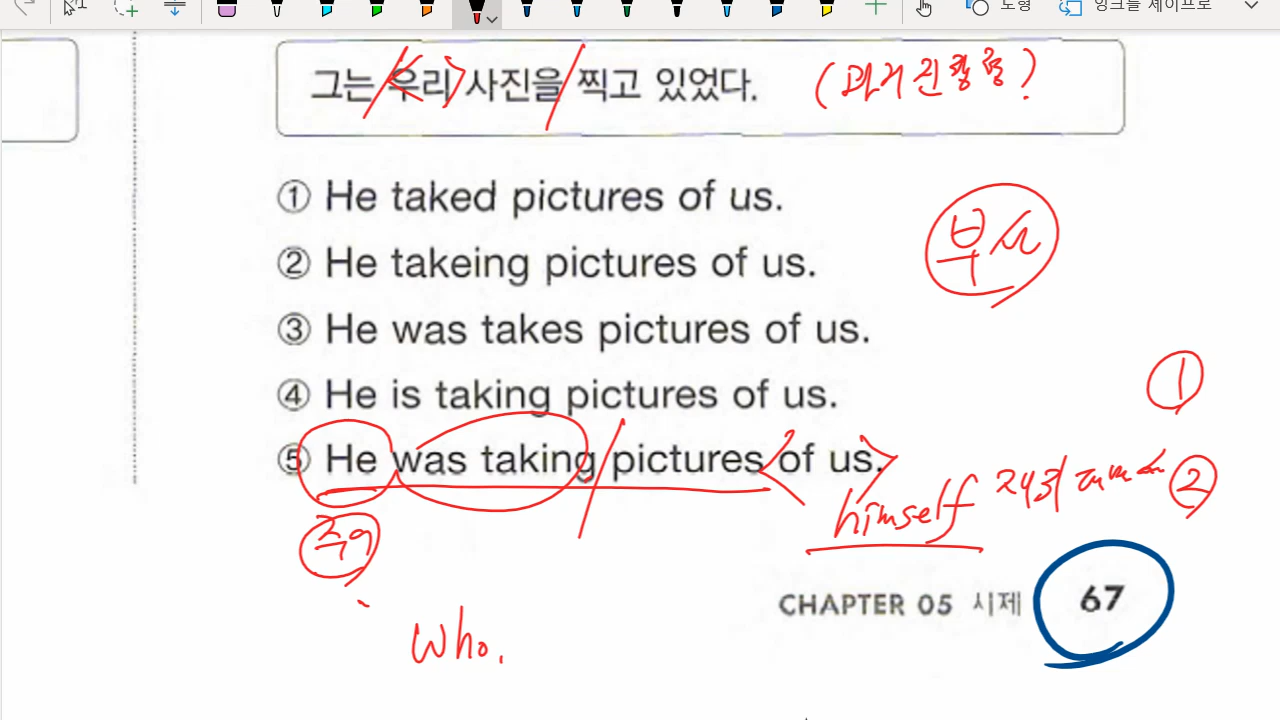 도형
잉크를 셰이프로
그는 우리 사진을 찍고 있었다. (과거진행형?)
① He taked pictures of us.
부사
② He takeing pictures of us.
③ He was takes pictures of us.
④ He is taking pictures of us.
①
⑤ He was taking pictures of us.
himself
②
주어
CHAPTER 05 시제 67
who.